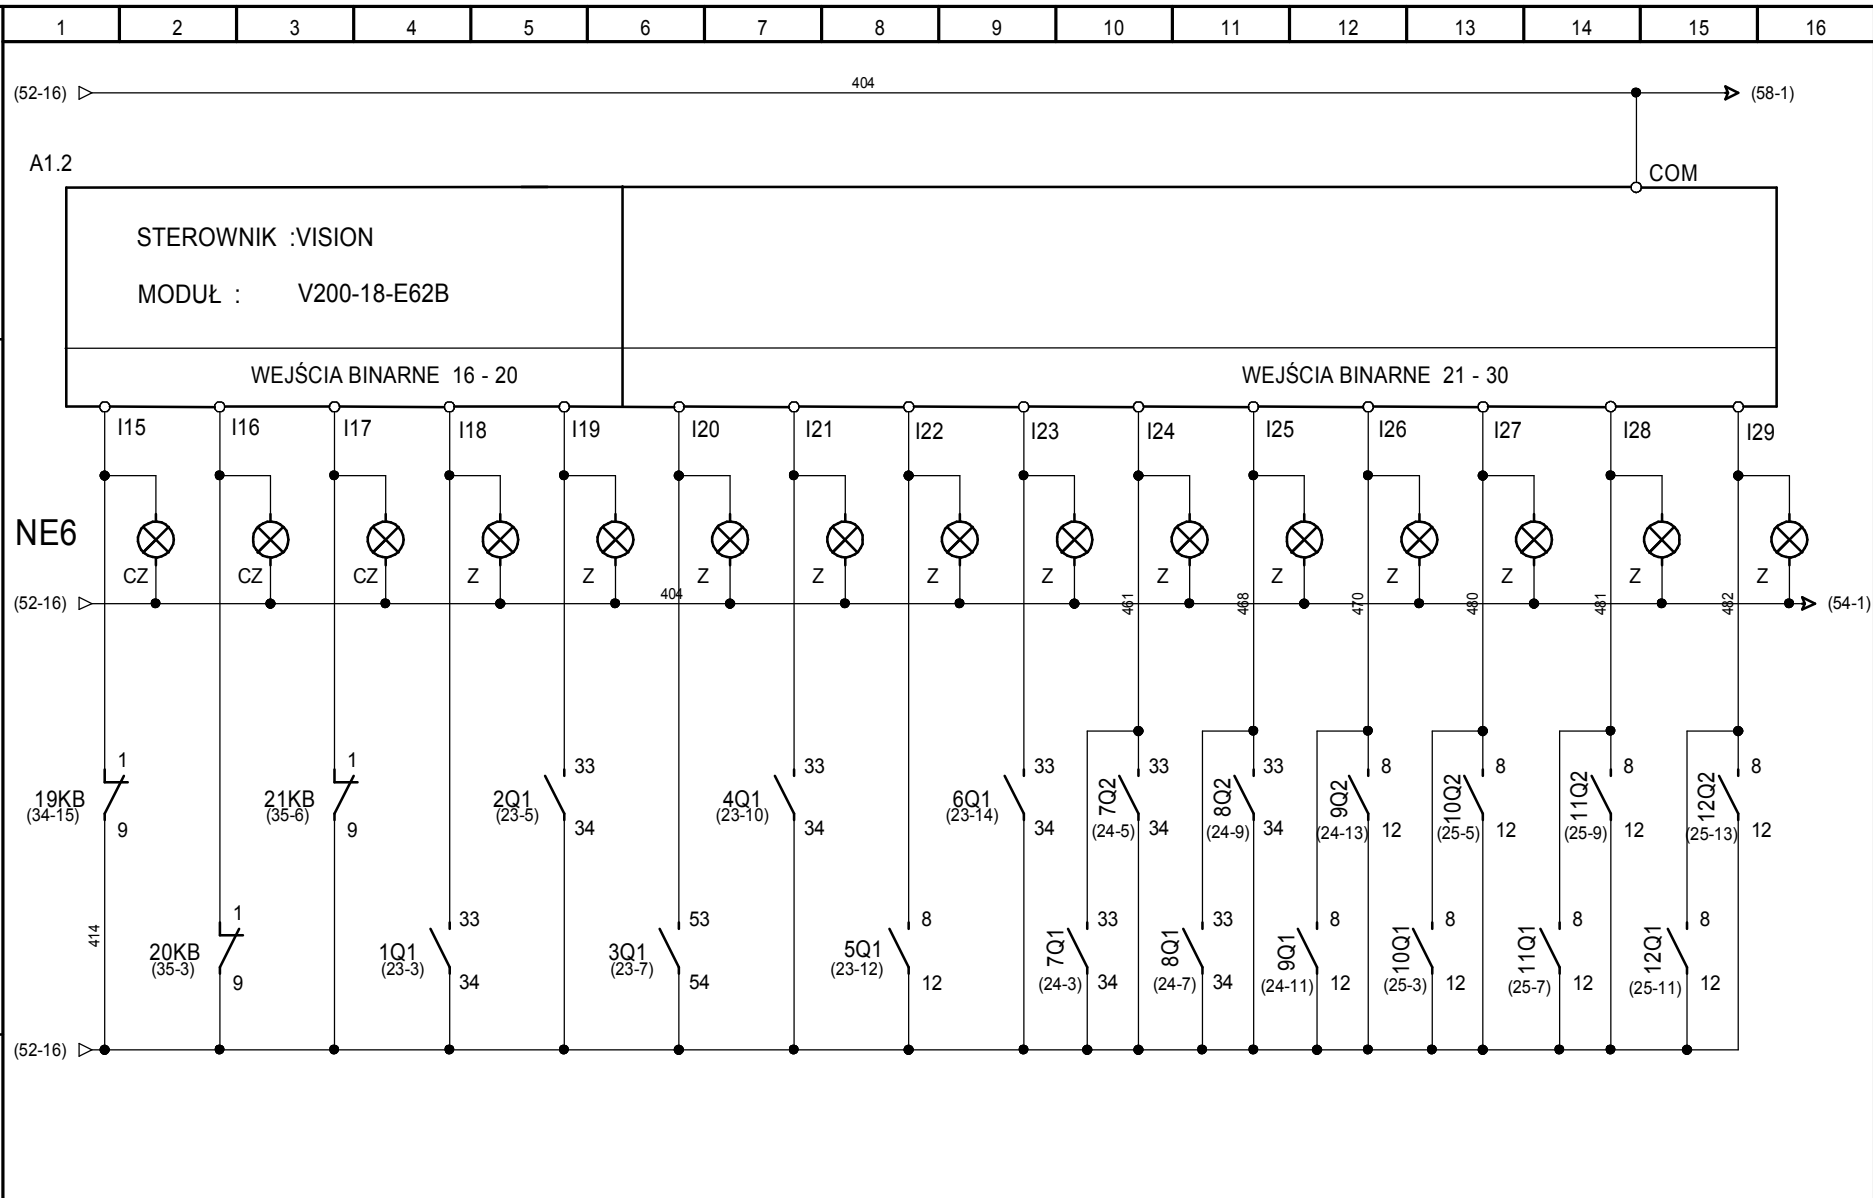 1 2 3 4 5 6 7 8 9 10 11 12 13 14 15 16
404
(52-16) (58-1)
A1.2
COM
STEROWNIK :VISION
MODUŁ : V200-18-E62B
WEJŚCIA BINARNE 16 - 20 WEJŚCIA BINARNE 21 - 30
I15 I16 I17 I18 I19 I20 I21 I22 I23 I24 I25 I26 I27 I28 I29
NE6
CZ CZ CZ Z Z Z Z Z Z Z Z Z Z Z Z
(52-16) 404 461 468 470 480 481 482 (54-1)
1 1 33 33 33 33 33 8 8 8 8
19KB 21KB 2Q1 4Q1 6Q1 7Q2 8Q2 9Q2 10Q2 11Q2 12Q2
(34-15) (35-6) (23-5) (23-10) (23-14) (24-5) (24-9) (24-13) (25-5) (25-9) (25-13)
9 9 34 34 34 34 34 12 12 12 12
414
1 33 53 8 33 33 8 8 8 8
20KB 1Q1 3Q1 5Q1 7Q1 8Q1 9Q1 10Q1 11Q1 12Q1
(35-3) (23-3) (23-7) (23-12) (24-3) (24-7) (24-11) (25-3) (25-7) (25-11)
9 34 54 12 34 34 12 12 12 12
(52-16)